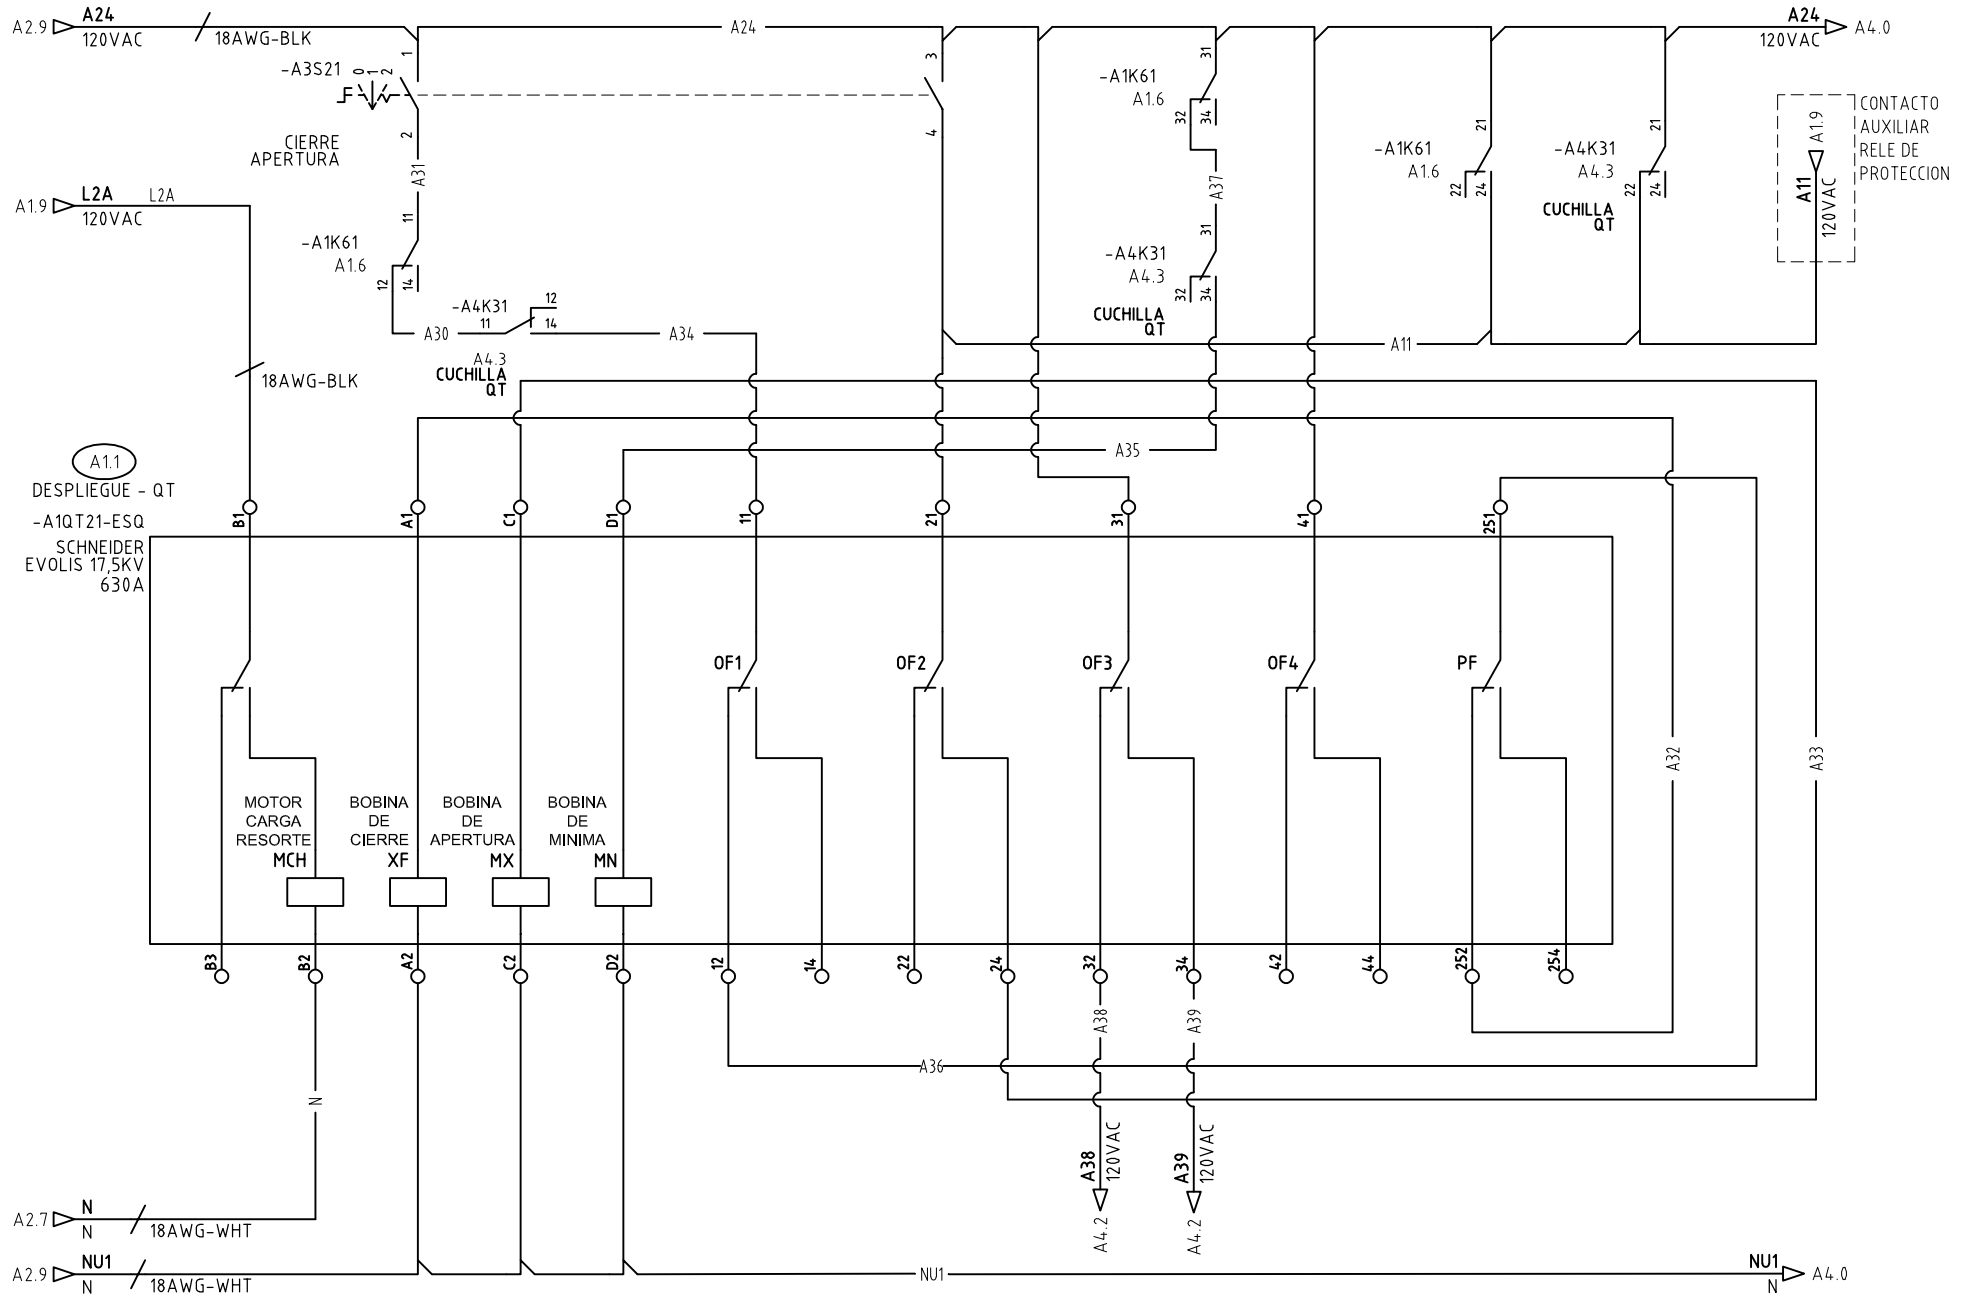 A2.9 A24 120VAC 18AWG-BLK A24 A24 120VAC A4.0
-A3S21 0 1 2 1 2 3 4
CIERRE
APERTURA
A31
-A1K61
A1.6
11 12 14
A30
-A4K31
11 12 14
A4.3
CUCHILLA
QT
A34
-A1K61
A1.6
31 32 34
A37
-A4K31
A4.3
31 32 34
CUCHILLA
QT
-A1K61
A1.6
21 22 24
-A4K31
A4.3
21 22 24
CUCHILLA
QT
A11
A1.9
A11
120VAC
CONTACTO
AUXILIAR
RELE DE
PROTECCION
A1.9 L2A 120VAC L2A
18AWG-BLK
A35
A1.1
DESPLIEGUE - QT
-A1QT21-ESQ
SCHNEIDER
EVOLIS 17,5KV
630A
B1 A1 C1 D1 11 21 31 41 251
OF1 OF2 OF3 OF4 PF
A32 A33
MOTOR
CARGA
RESORTE
MCH
BOBINA
DE
CIERRE
XF
BOBINA
DE
APERTURA
MX
BOBINA
DE
MINIMA
MN
B3 B2 A2 C2 D2 12 14 22 24 32 34 42 44 252 254
A38 A39
A36
N
A38
120VAC
A4.2
A39
120VAC
A4.2
A2.7 N N 18AWG-WHT
A2.9 NU1 N 18AWG-WHT NU1 NU1 N A4.0